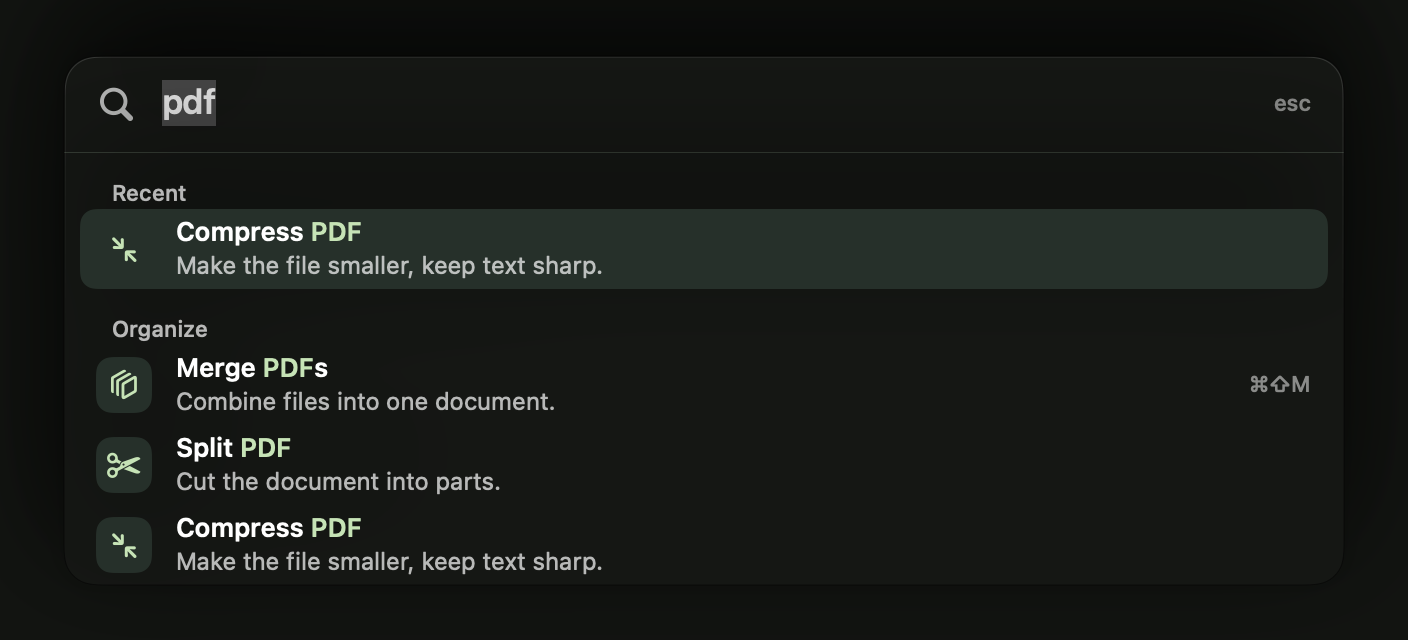 pdf
esc
Recent
Compress PDF
Make the file smaller, keep text sharp.
Organize
Merge PDFs
Combine files into one document.
⌘⇧M
Split PDF
Cut the document into parts.
Compress PDF
Make the file smaller, keep text sharp.